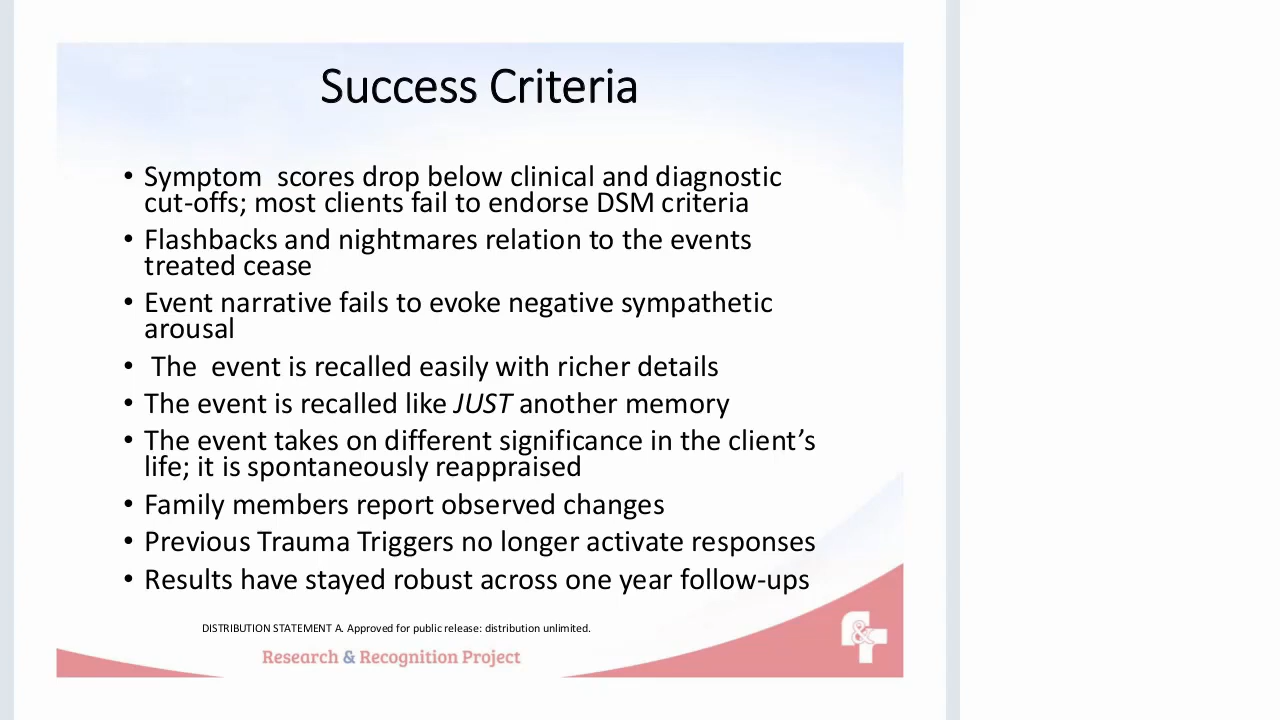 Success Criteria
• Symptom  scores drop below clinical and diagnostic
cut-offs; most clients fail to endorse DSM criteria
• Flashbacks and nightmares relation to the events
treated cease
• Event narrative fails to evoke negative sympathetic
arousal
•  The  event is recalled easily with richer details
• The event is recalled like JUST another memory
• The event takes on different significance in the client’s
life; it is spontaneously reappraised
• Family members report observed changes
• Previous Trauma Triggers no longer activate responses
• Results have stayed robust across one year follow-ups
DISTRIBUTION STATEMENT A. Approved for public release: distribution unlimited.
Research & Recognition Project
&